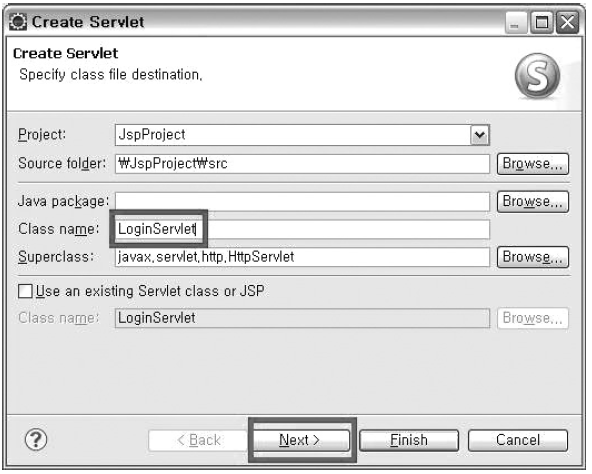 Create Servlet
Create Servlet
Specify class file destination,
Project: JspProject
Source folder: ₩JspProject₩src Browse...
Java package: Browse...
Class name: LoginServlet
Superclass: javax,servlet,http,HttpServlet Browse...
Use an existing Servlet class or JSP
Class name: LoginServlet Browse...
? < Back Next > Finish Cancel